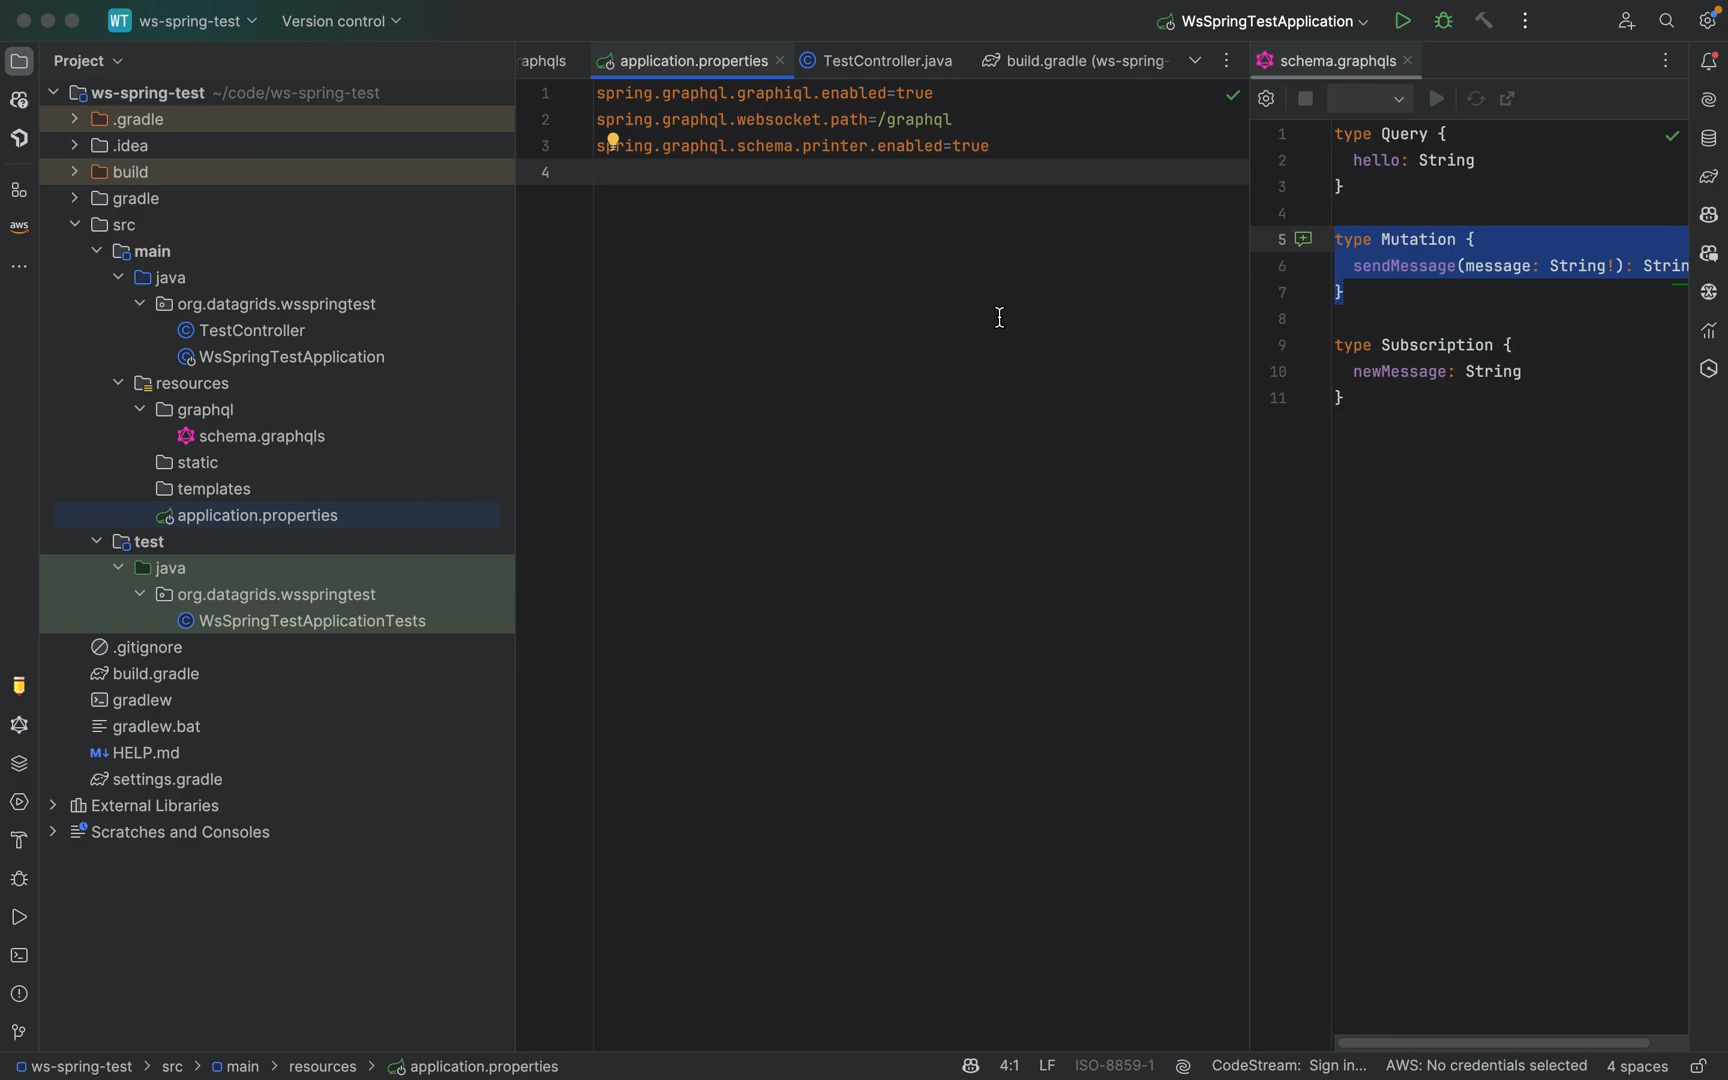 WT ws-spring-test Version control WsSpringTestApplication
Project
raphqls application.properties TestController.java build.gradle (ws-spring- schema.graphqls
ws-spring-test ~/code/ws-spring-test
.gradle
.idea
build
gradle
src
main
java
org.datagrids.wsspringtest
TestController
WsSpringTestApplication
resources
graphql
schema.graphqls
static
templates
application.properties
test
java
org.datagrids.wsspringtest
WsSpringTestApplicationTests
.gitignore
build.gradle
gradlew
gradlew.bat
M↓ HELP.md
settings.gradle
External Libraries
Scratches and Consoles
aws
1 spring.graphql.graphiql.enabled=true
2 spring.graphql.websocket.path=/graphql
3 spring.graphql.schema.printer.enabled=true
4
1 type Query {
2 hello: String
3 }
4
5 type Mutation {
6 sendMessage(message: String!): Strin
7 }
8
9 type Subscription {
10 newMessage: String
11 }
ws-spring-test > src > main > resources > application.properties 4:1 LF ISO-8859-1 CodeStream: Sign in... AWS: No credentials selected 4 spaces